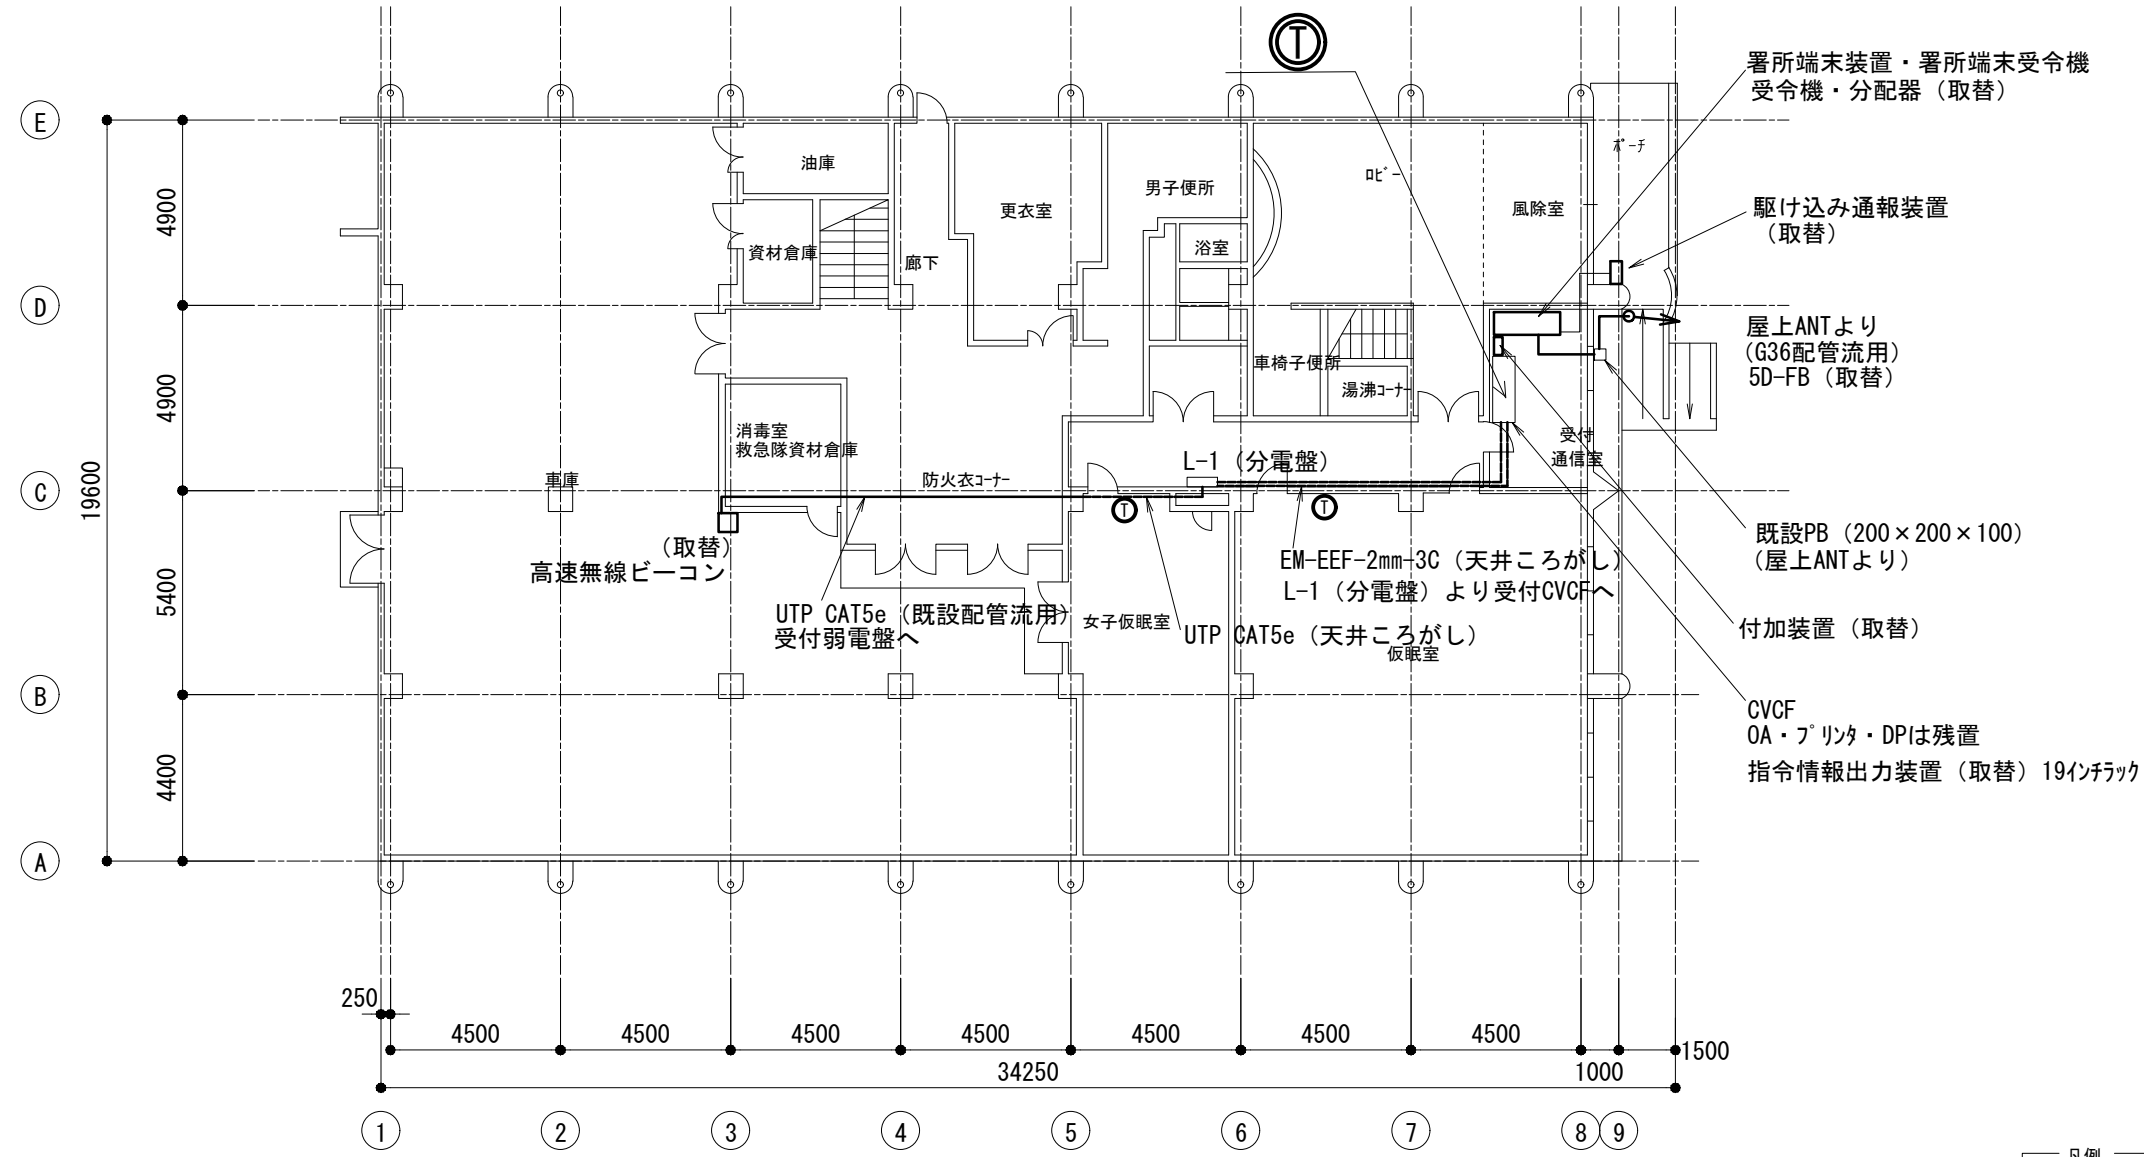 T
署所端末装置・署所端末受令機
受令機・分配器（取替）
E
ポーチ
油庫
ロビー
男子便所
更衣室
風除室
駆け込み通報装置
（取替）
4900
浴室
資材倉庫
廊下
D
屋上ANTより
（G36配管流用）
5D-FB（取替）
車椅子便所
湯沸コーナー
4900
消毒室
救急隊資材倉庫
受付
通信室
L-1（分電盤）
車庫
防火衣コーナー
C
19600
T
T
既設PB（200×200×100）
（屋上ANTより）
（取替）
高速無線ビーコン
EM-EEF-2mm-3C（天井ころがし）
L-1（分電盤）より受付CVCFへ
5400
UTP CAT5e（既設配管流用）
受付弱電盤へ
女子仮眠室
UTP CAT5e（天井ころがし）
仮眠室
付加装置（取替）
B
CVCF
OA・プリンタ・DPは残置
指令情報出力装置（取替）19インチラック
4400
A
250
4500
4500
4500
4500
4500
4500
4500
1500
34250
1000
1
2
3
4
5
6
7
8
9
凡例